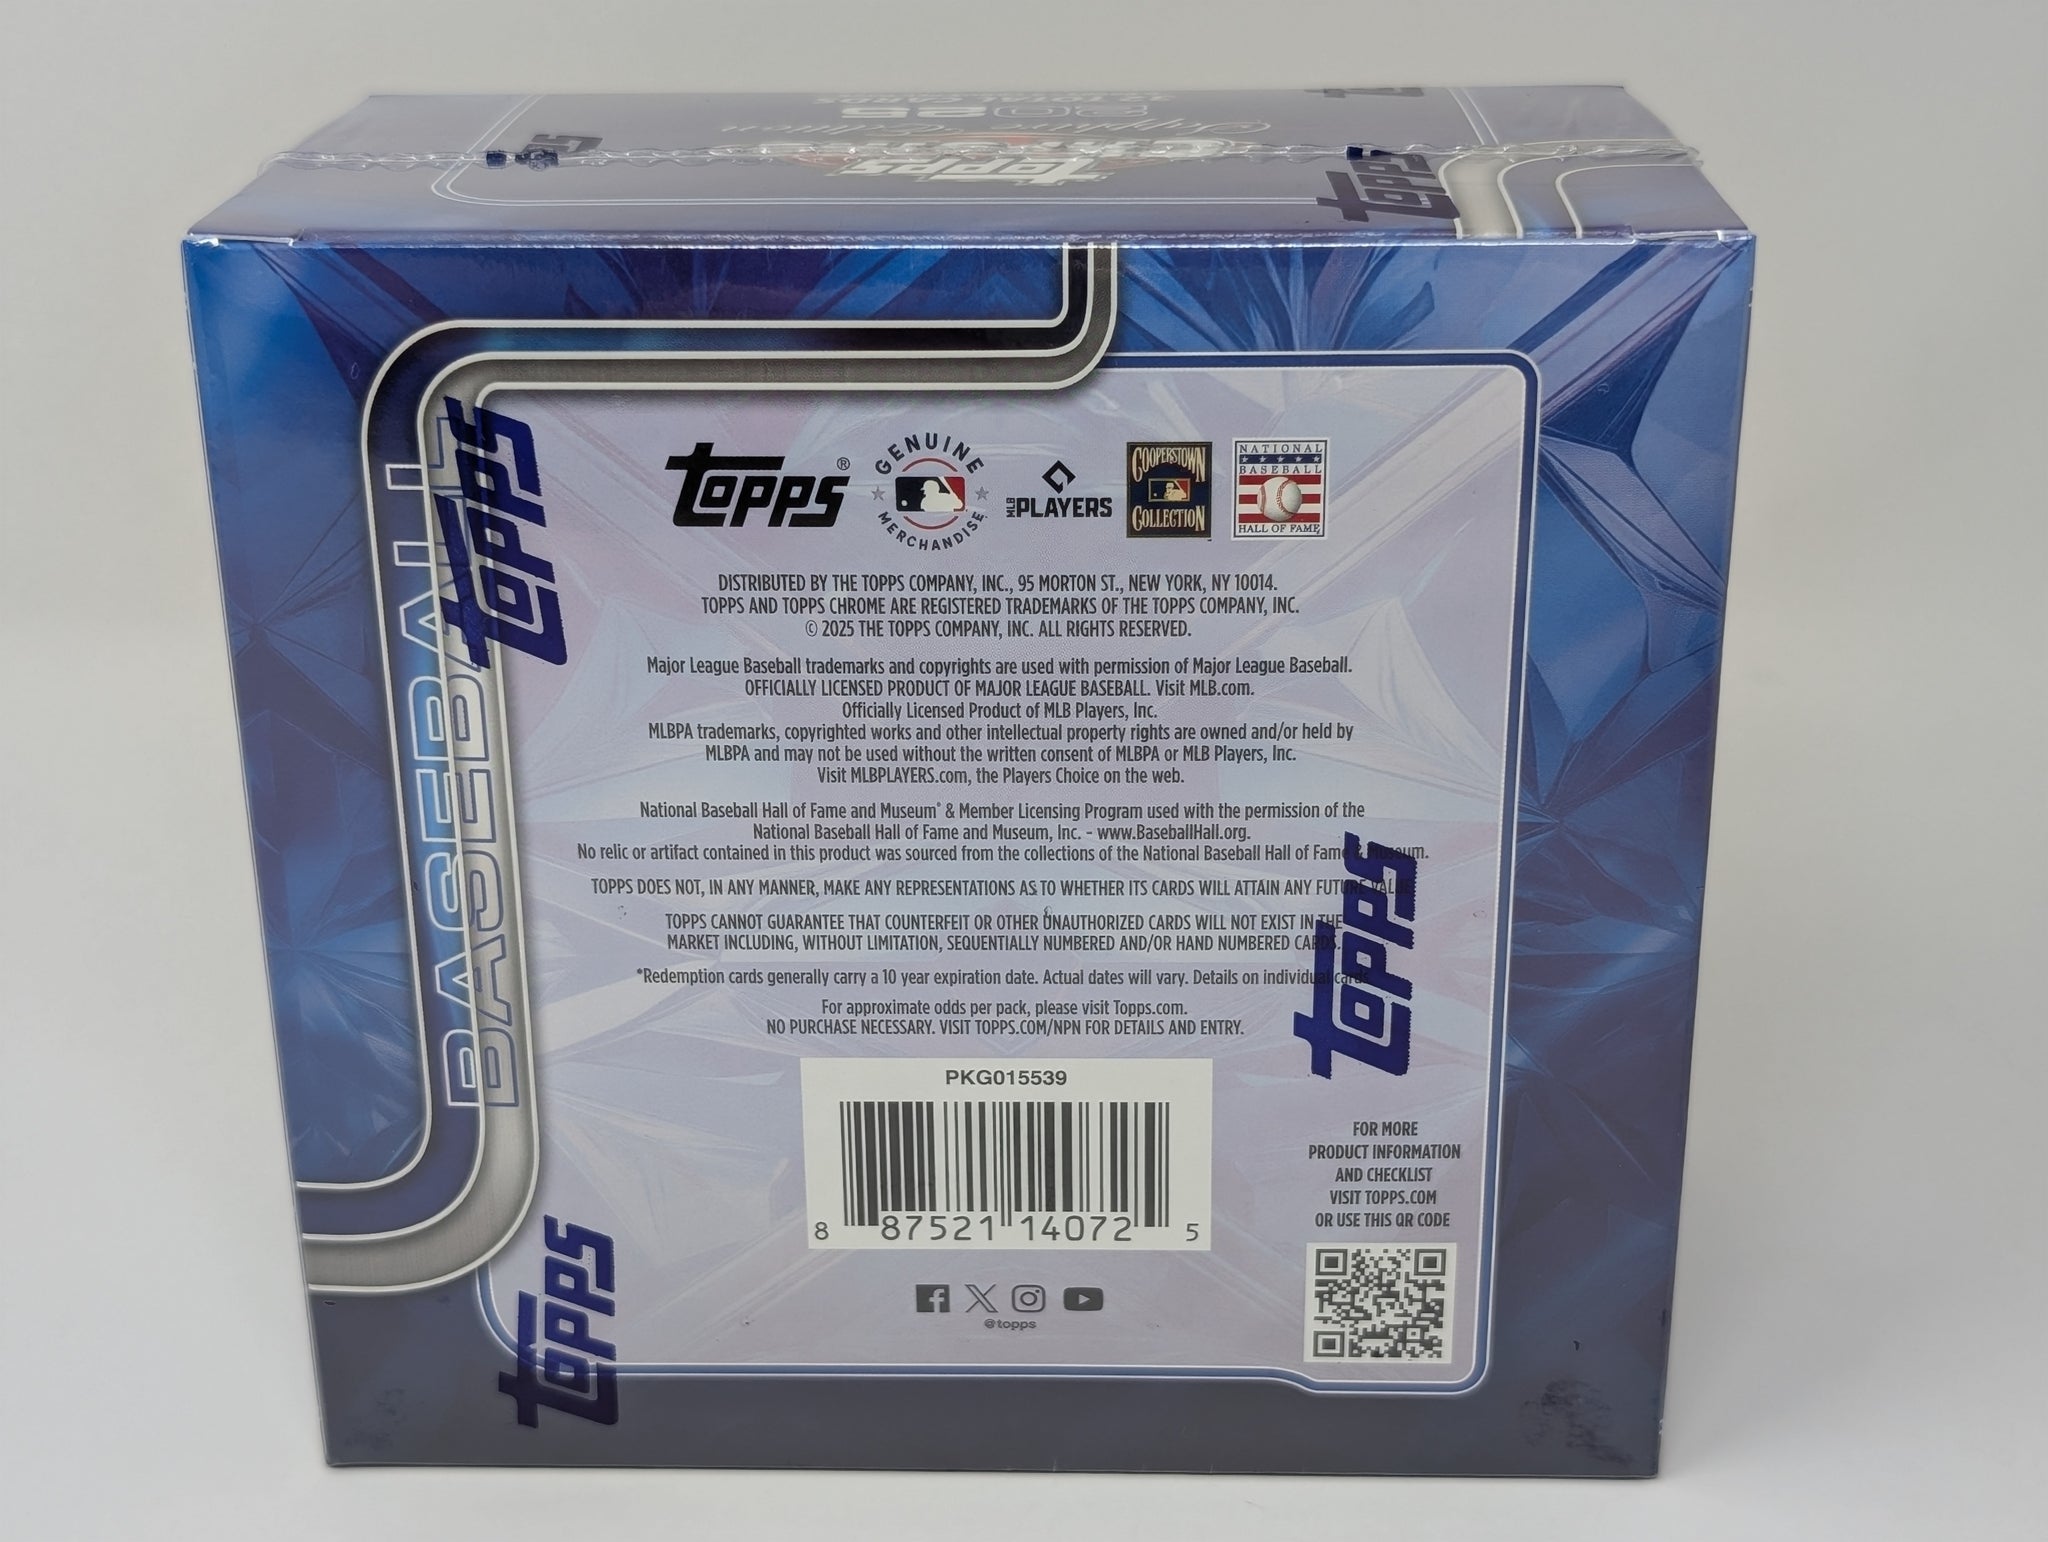 2025
32 TOTAL CARDS
Sapphire Edition
CHROME
Topps
Topps
Topps
Topps
BASEBALL
Topps
Topps
Topps®
GENUINE
MERCHANDISE
MLB PLAYERS
COOPERSTOWN
COLLECTION
NATIONAL
BASEBALL
HALL OF FAME
DISTRIBUTED BY THE TOPPS COMPANY, INC., 95 MORTON ST., NEW YORK, NY 10014.
TOPPS AND TOPPS CHROME ARE REGISTERED TRADEMARKS OF THE TOPPS COMPANY, INC.
© 2025 THE TOPPS COMPANY, INC. ALL RIGHTS RESERVED.
Major League Baseball trademarks and copyrights are used with permission of Major League Baseball.
OFFICIALLY LICENSED PRODUCT OF MAJOR LEAGUE BASEBALL. Visit MLB.com.
Officially Licensed Product of MLB Players, Inc.
MLBPA trademarks, copyrighted works and other intellectual property rights are owned and/or held by
MLBPA and may not be used without the written consent of MLBPA or MLB Players, Inc.
Visit MLBPLAYERS.com, the Players Choice on the web.
National Baseball Hall of Fame and Museum® & Member Licensing Program used with the permission of the
National Baseball Hall of Fame and Museum, Inc. - www.BaseballHall.org.
No relic or artifact contained in this product was sourced from the collections of the National Baseball Hall of Fame & Museum.
TOPPS DOES NOT, IN ANY MANNER, MAKE ANY REPRESENTATIONS AS TO WHETHER ITS CARDS WILL ATTAIN ANY FUTURE VALUE
TOPPS CANNOT GUARANTEE THAT COUNTERFEIT OR OTHER UNAUTHORIZED CARDS WILL NOT EXIST IN THE
MARKET INCLUDING, WITHOUT LIMITATION, SEQUENTIALLY NUMBERED AND/OR HAND NUMBERED CARDS.
*Redemption cards generally carry a 10 year expiration date. Actual dates will vary. Details on individual cards
For approximate odds per pack, please visit Topps.com.
NO PURCHASE NECESSARY. VISIT TOPPS.COM/NPN FOR DETAILS AND ENTRY.
Topps
PKG015539
8 87521 14072 5
FOR MORE
PRODUCT INFORMATION
AND CHECKLIST
VISIT TOPPS.COM
OR USE THIS QR CODE
@topps